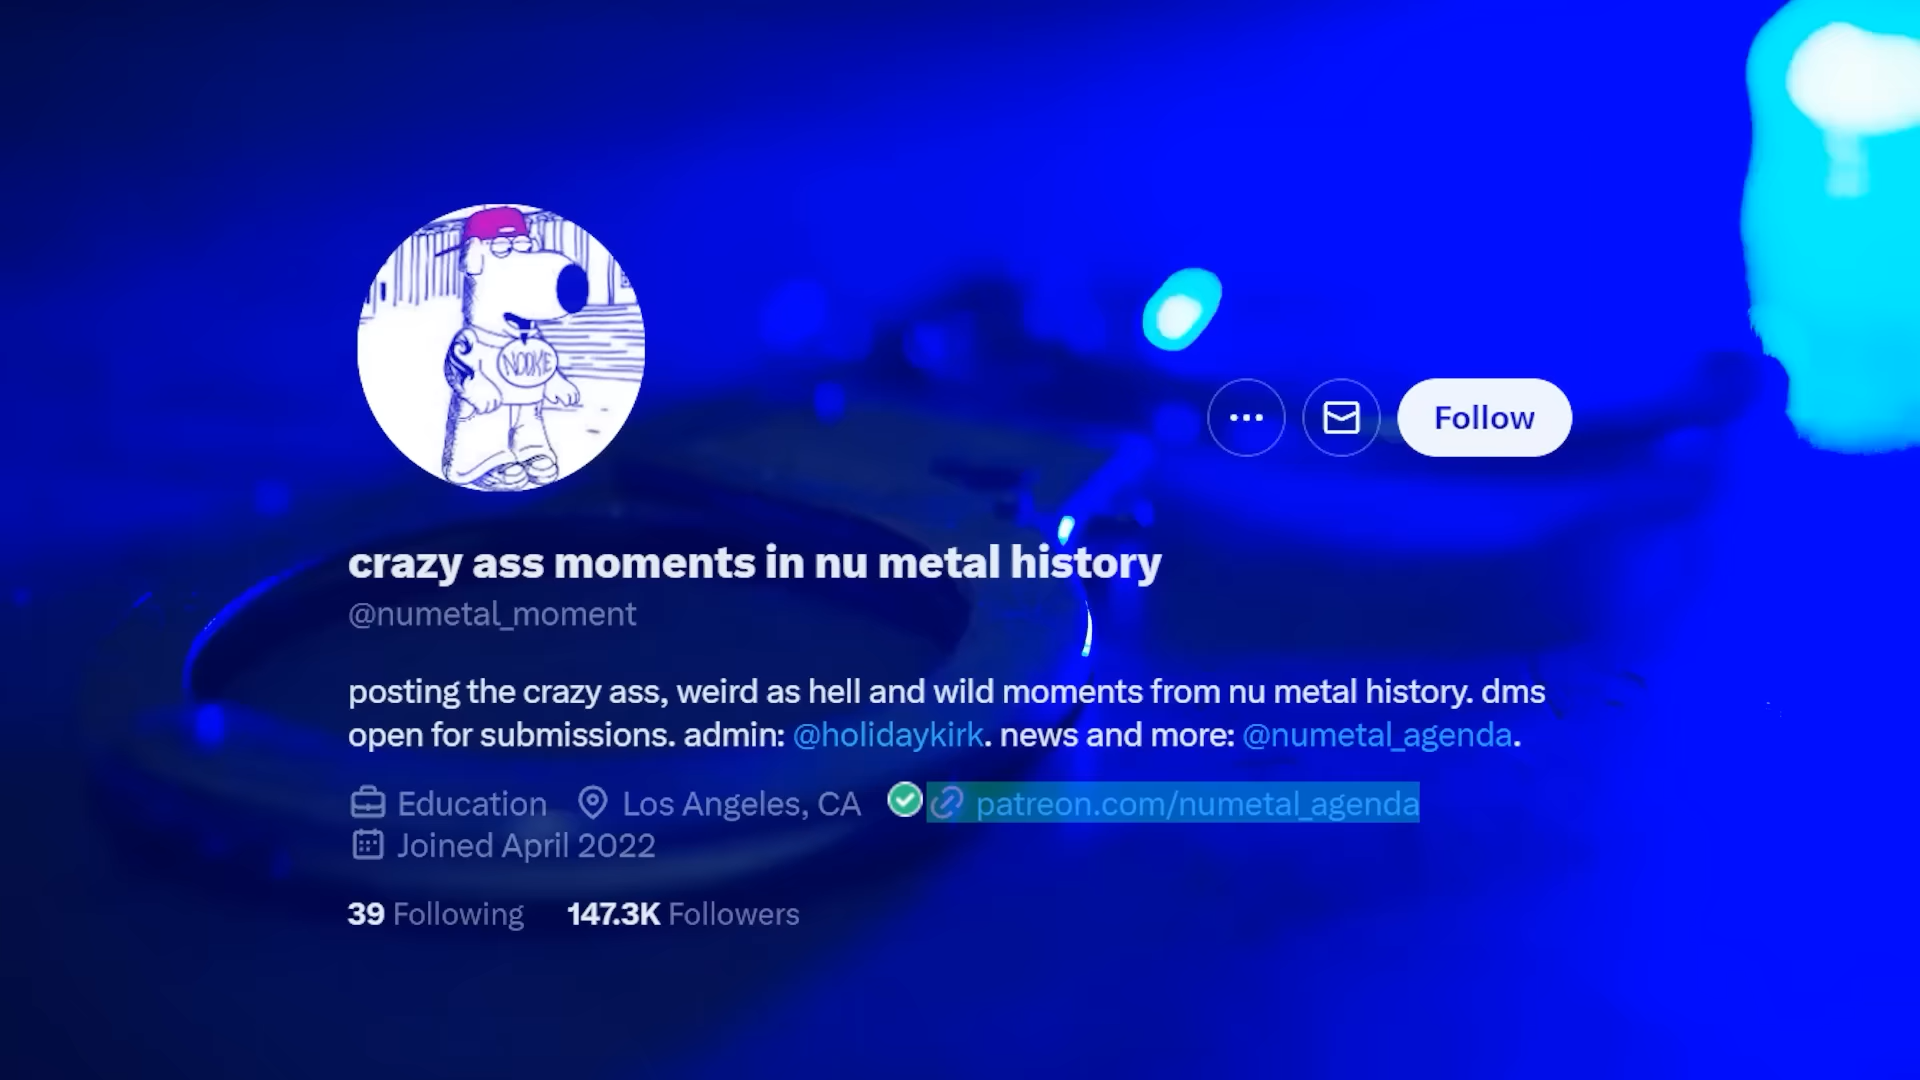 NOOKIE
Follow
crazy ass moments in nu metal history
@numetal_moment
posting the crazy ass, weird as hell and wild moments from nu metal history. dms
open for submissions. admin: @holidaykirk. news and more: @numetal_agenda.
Education Los Angeles, CA patreon.com/numetal_agenda
Joined April 2022
39 Following 147.3K Followers